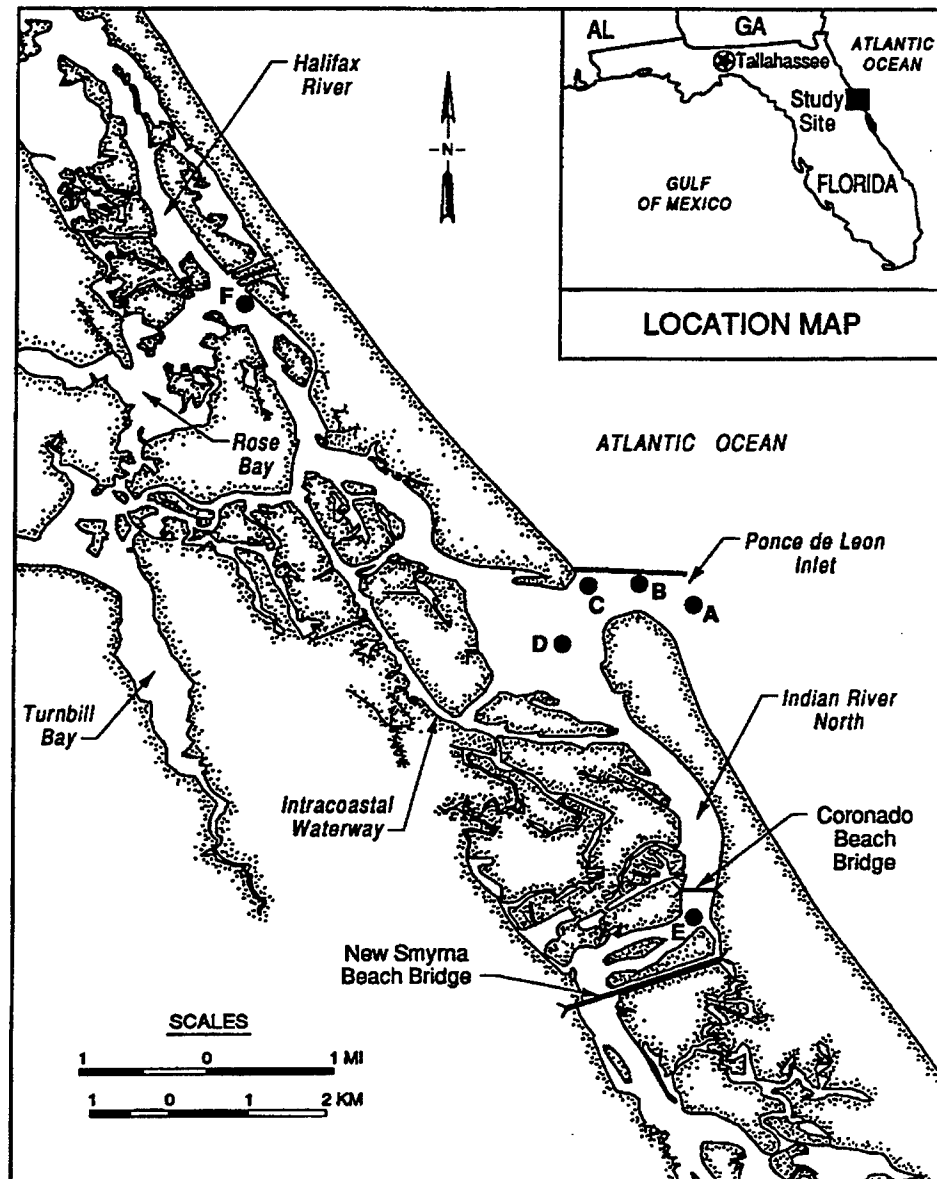 AL
GA
ATLANTIC
OCEAN
Tallahassee
Study
Site
FLORIDA
GULF
OF MEXICO
LOCATION MAP
Halifax
River
-N-
F
Rose
Bay
ATLANTIC OCEAN
Ponce de Leon
Inlet
C
B
A
D
Turnbill
Bay
Indian River
North
Intracoastal
Waterway
Coronado
Beach
Bridge
E
New Smyrna
Beach Bridge
SCALES
1 0 1 MI
1 0 1 2 KM